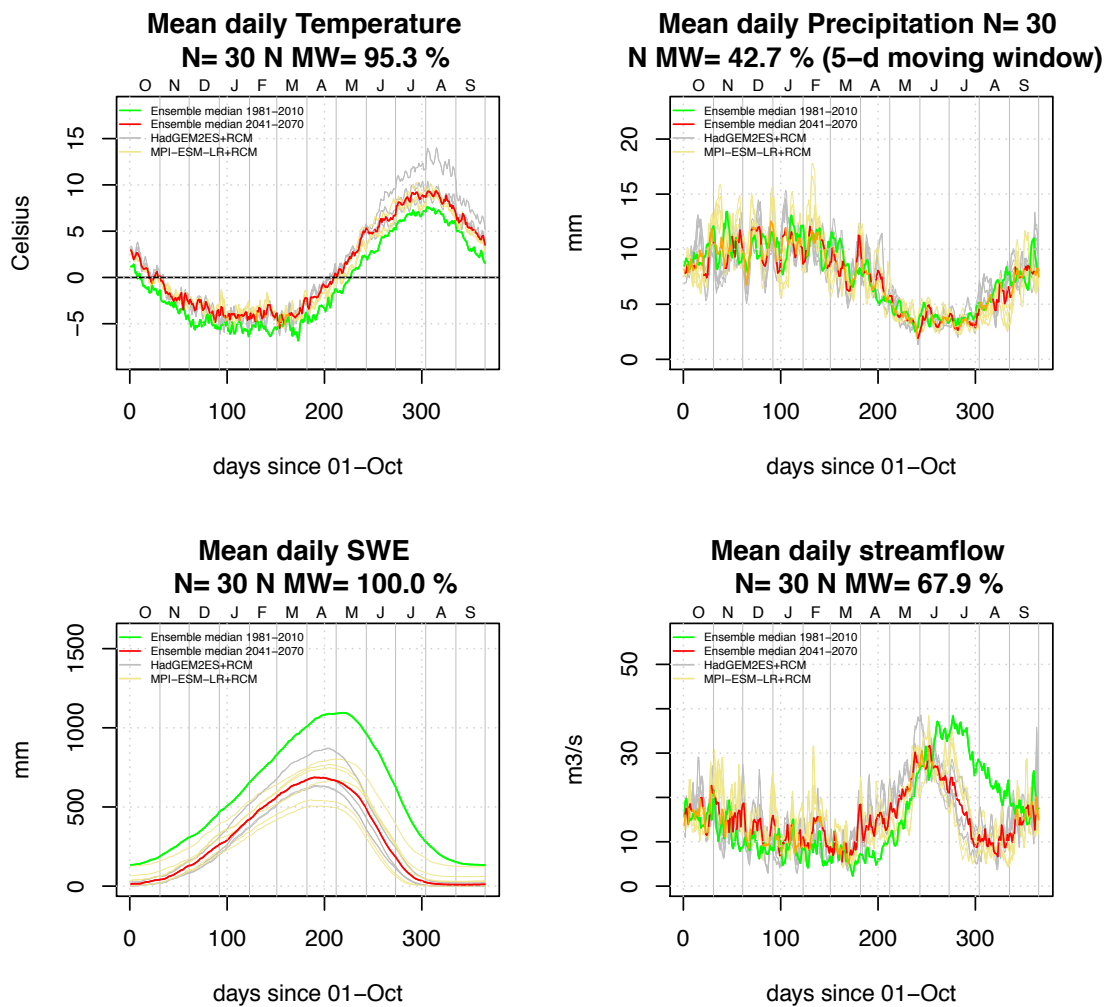 Mean daily Temperature
N= 30 N MW= 95.3 %
O N D J F M A M J J A S
Ensemble median 1981−2010
Ensemble median 2041−2070
HadGEM2ES+RCM
MPI−ESM−LR+RCM
Celsius
15
10
5
0
−5
0 100 200 300
days since 01−Oct
Mean daily Precipitation N= 30
N MW= 42.7 % (5−d moving window)
O N D J F M A M J J A S
Ensemble median 1981−2010
Ensemble median 2041−2070
HadGEM2ES+RCM
MPI−ESM−LR+RCM
mm
20
15
10
5
0
0 100 200 300
days since 01−Oct
Mean daily SWE
N= 30 N MW= 100.0 %
O N D J F M A M J J A S
Ensemble median 1981−2010
Ensemble median 2041−2070
HadGEM2ES+RCM
MPI−ESM−LR+RCM
mm
1500
1000
500
0
0 100 200 300
days since 01−Oct
Mean daily streamflow
N= 30 N MW= 67.9 %
O N D J F M A M J J A S
Ensemble median 1981−2010
Ensemble median 2041−2070
HadGEM2ES+RCM
MPI−ESM−LR+RCM
m3/s
50
30
10
0
0 100 200 300
days since 01−Oct